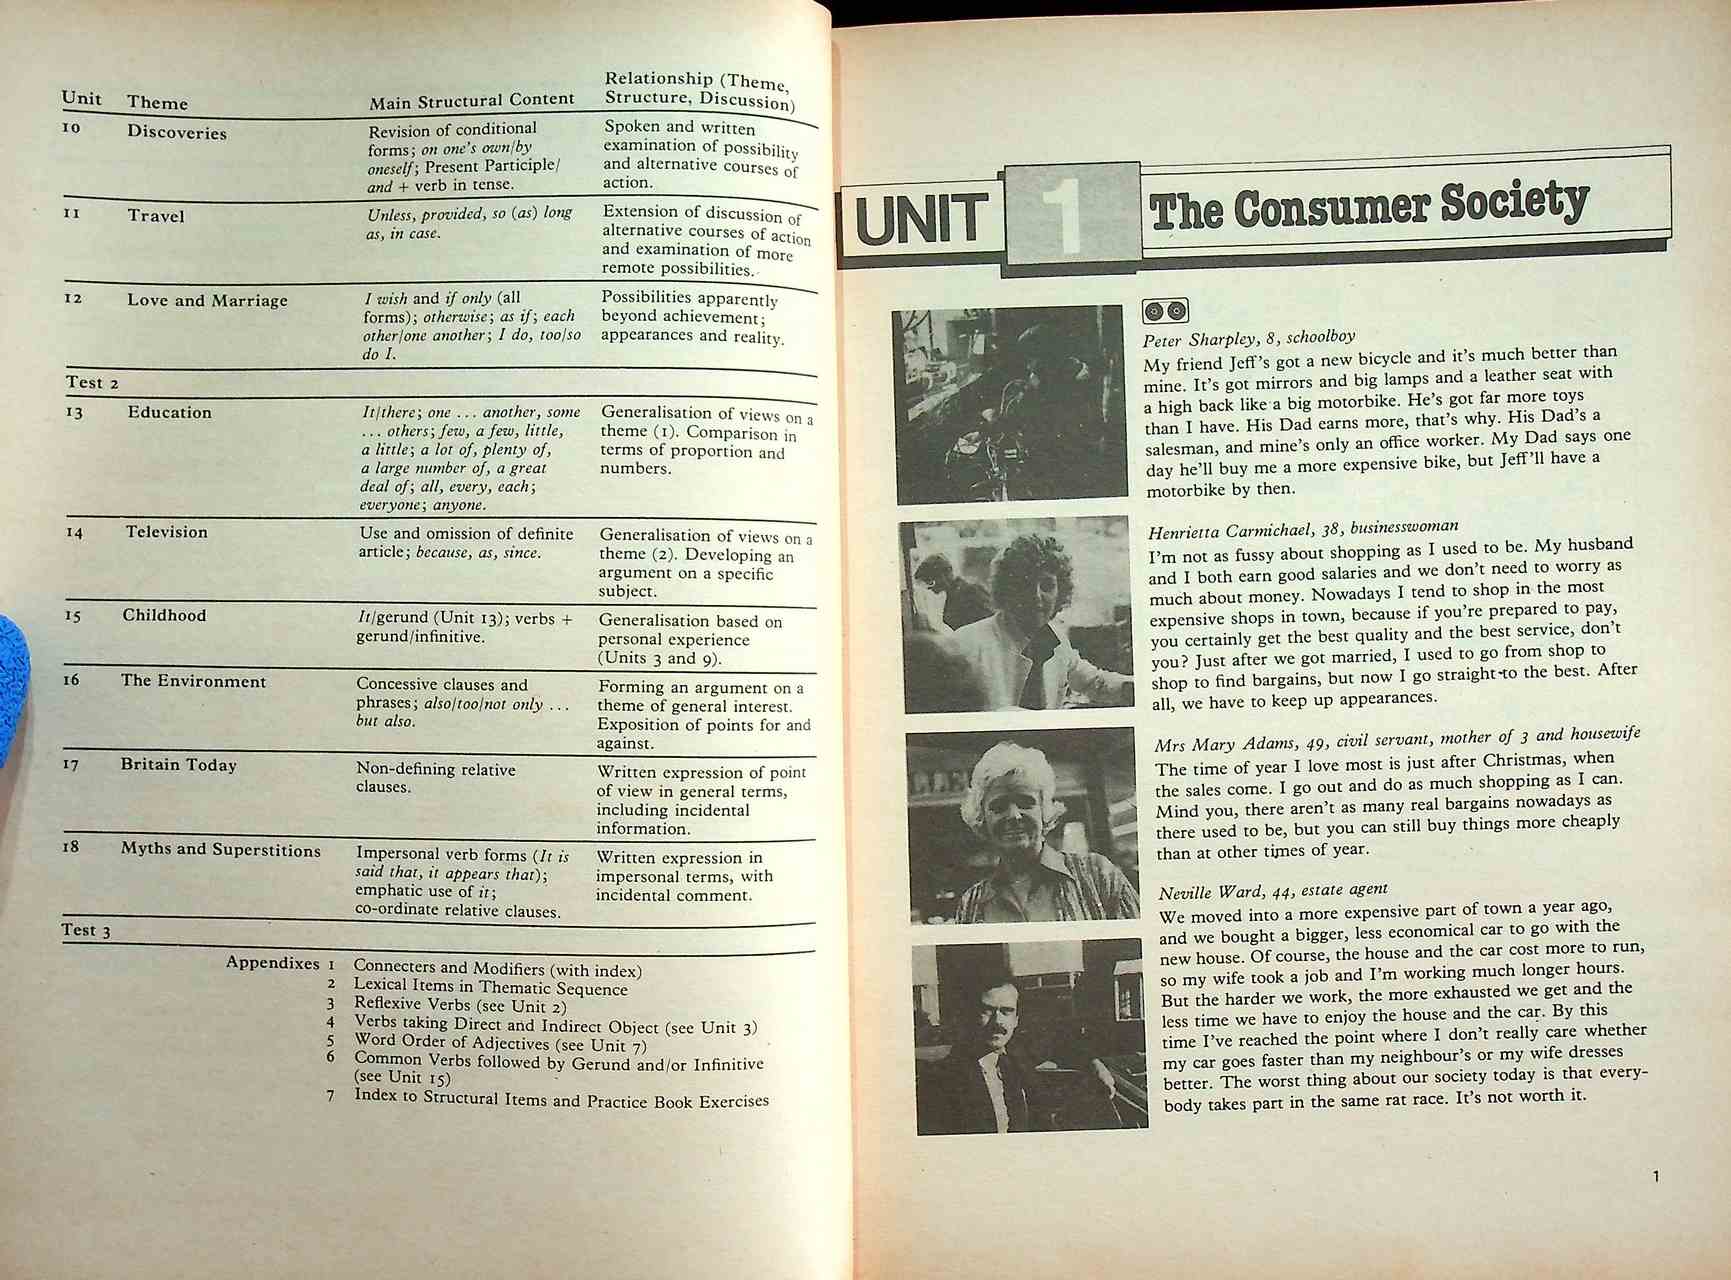 Unit Theme Main Structural Content Relationship (Theme, Structure, Discussion)
10 Discoveries Revision of conditional
forms; on one's own/by
oneself; Present Participle/
and + verb in tense.
Spoken and written
examination of possibility
and alternative courses of
action.
11 Travel Unless, provided, so (as) long
as, in case.
Extension of discussion of
alternative courses of action
and examination of more
remote possibilities.
12 Love and Marriage I wish and if only (all
forms); otherwise; as if; each
other/one another; I do, too/so
do I.
Possibilities apparently
beyond achievement;
appearances and reality.
Test 2
13 Education It/there; one ... another, some
... others; few, a few, little,
a little; a lot of, plenty of,
a large number of, a great
deal of; all, every, each;
everyone; anyone.
Generalisation of views on a
theme (1). Comparison in
terms of proportion and
numbers.
14 Television Use and omission of definite
article; because, as, since.
Generalisation of views on a
theme (2). Developing an
argument on a specific
subject.
15 Childhood It/gerund (Unit 13); verbs +
gerund/infinitive.
Generalisation based on
personal experience
(Units 3 and 9).
16 The Environment Concessive clauses and
phrases; also/too/not only ...
but also.
Forming an argument on a
theme of general interest.
Exposition of points for and
against.
17 Britain Today Non-defining relative
clauses.
Written expression of point
of view in general terms,
including incidental
information.
18 Myths and Superstitions Impersonal verb forms (It is
said that, it appears that);
emphatic use of it;
co-ordinate relative clauses.
Written expression in
impersonal terms, with
incidental comment.
Test 3
Appendixes 1 Connecters and Modifiers (with index)
2 Lexical Items in Thematic Sequence
3 Reflexive Verbs (see Unit 2)
4 Verbs taking Direct and Indirect Object (see Unit 3)
5 Word Order of Adjectives (see Unit 7)
6 Common Verbs followed by Gerund and/or Infinitive
(see Unit 15)
7 Index to Structural Items and Practice Book Exercises
UNIT 1 The Consumer Society
Peter Sharpley, 8, schoolboy
My friend Jeff's got a new bicycle and it's much better than
mine. It's got mirrors and big lamps and a leather seat with
a high back like a big motorbike. He's got far more toys
than I have. His Dad earns more, that's why. His Dad's a
salesman, and mine's only an office worker. My Dad says one
day he'll buy me a more expensive bike, but Jeff'll have a
motorbike by then.
Henrietta Carmichael, 38, businesswoman
I'm not as fussy about shopping as I used to be. My husband
and I both earn good salaries and we don't need to worry as
much about money. Nowadays I tend to shop in the most
expensive shops in town, because if you're prepared to pay,
you certainly get the best quality and the best service, don't
you? Just after we got married, I used to go from shop to
shop to find bargains, but now I go straight to the best. After
all, we have to keep up appearances.
Mrs Mary Adams, 49, civil servant, mother of 3 and housewife
The time of year I love most is just after Christmas, when
the sales come. I go out and do as much shopping as I can.
Mind you, there aren't as many real bargains nowadays as
there used to be, but you can still buy things more cheaply
than at other times of year.
Neville Ward, 44, estate agent
We moved into a more expensive part of town a year ago,
and we bought a bigger, less economical car to go with the
new house. Of course, the house and the car cost more to run,
so my wife took a job and I'm working much longer hours.
But the harder we work, the more exhausted we get and the
less time we have to enjoy the house and the car. By this
time I've reached the point where I don't really care whether
my car goes faster than my neighbour's or my wife dresses
better. The worst thing about our society today is that every-
body takes part in the same rat race. It's not worth it.
1